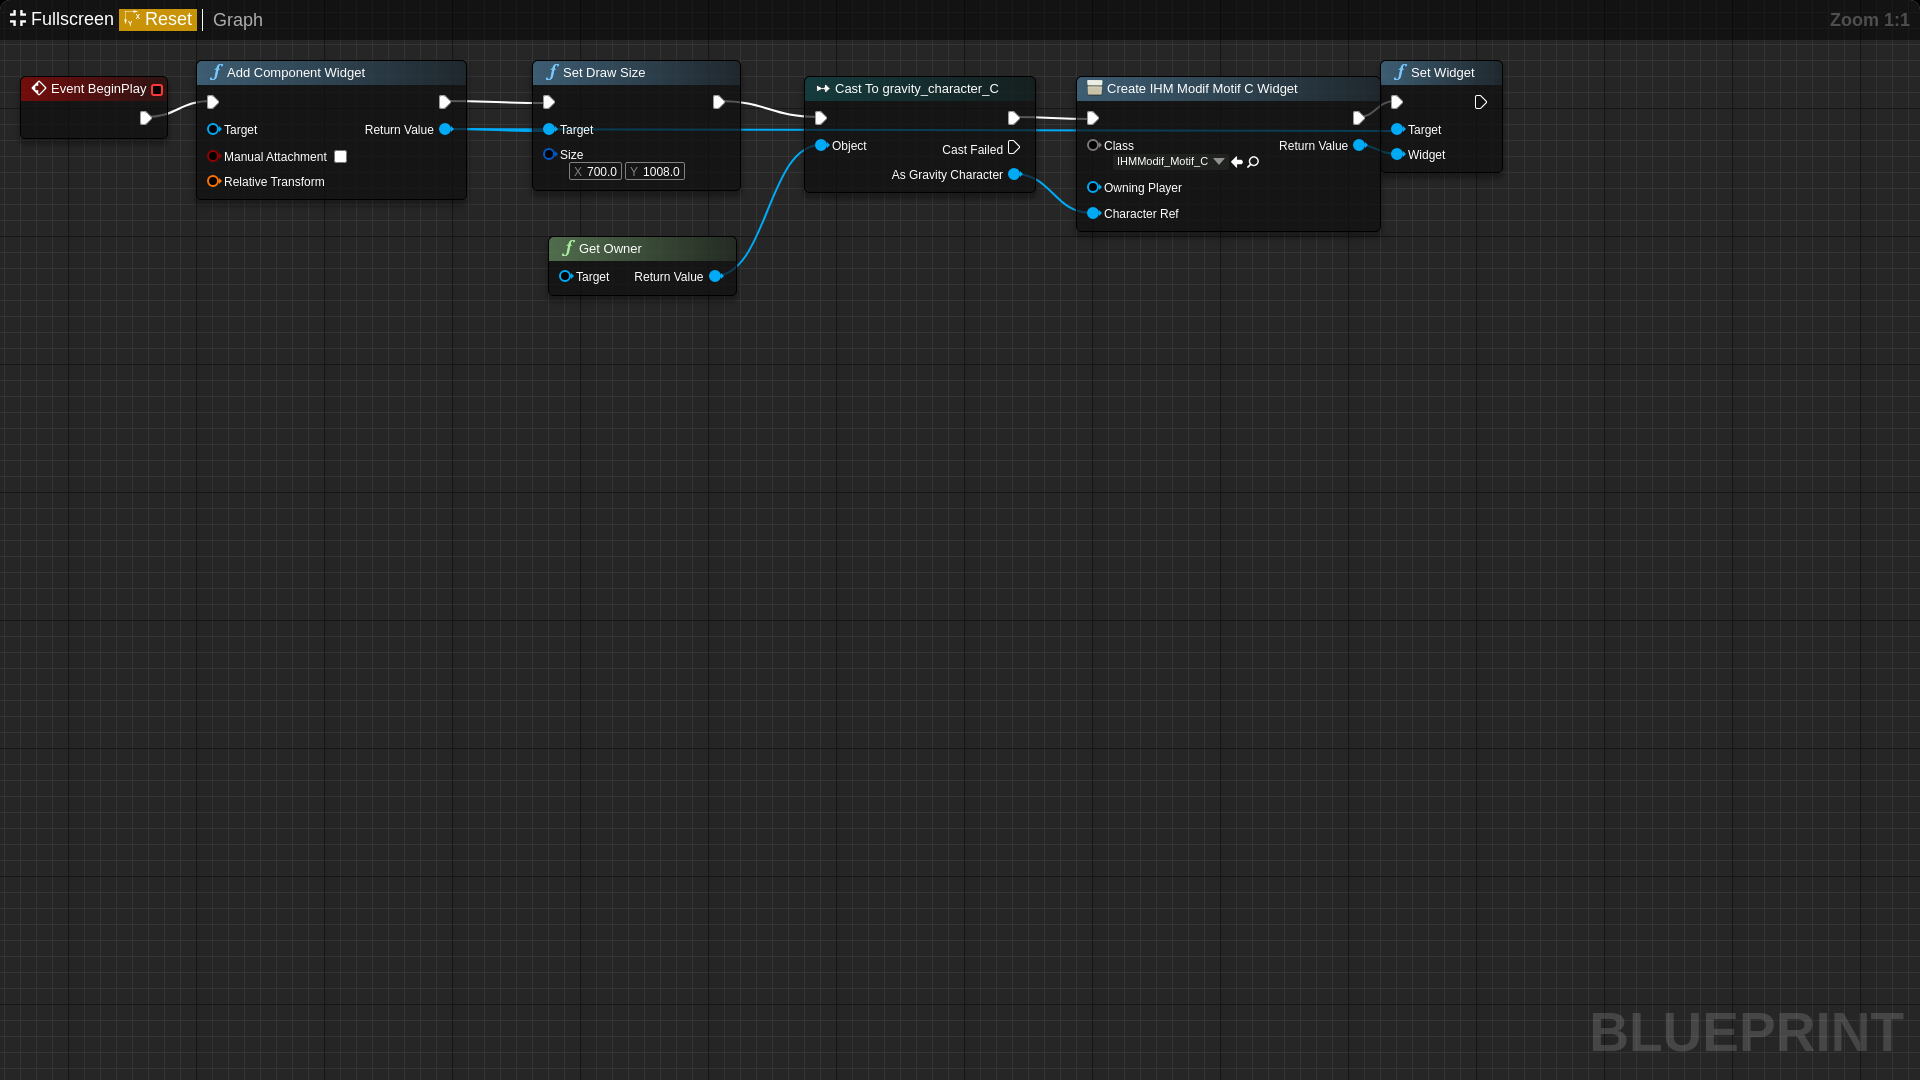 Fullscreen Reset Graph Zoom 1:1
Event BeginPlay
Add Component Widget
Target Return Value
Manual Attachment
Relative Transform
Set Draw Size
Target
Size
X 700.0 Y 1008.0
Get Owner
Target Return Value
Cast To gravity_character_C
Object Cast Failed
As Gravity Character
Create IHM Modif Motif C Widget
Class Return Value
IHMModif_Motif_C
Owning Player
Character Ref
Set Widget
Target
Widget
BLUEPRINT